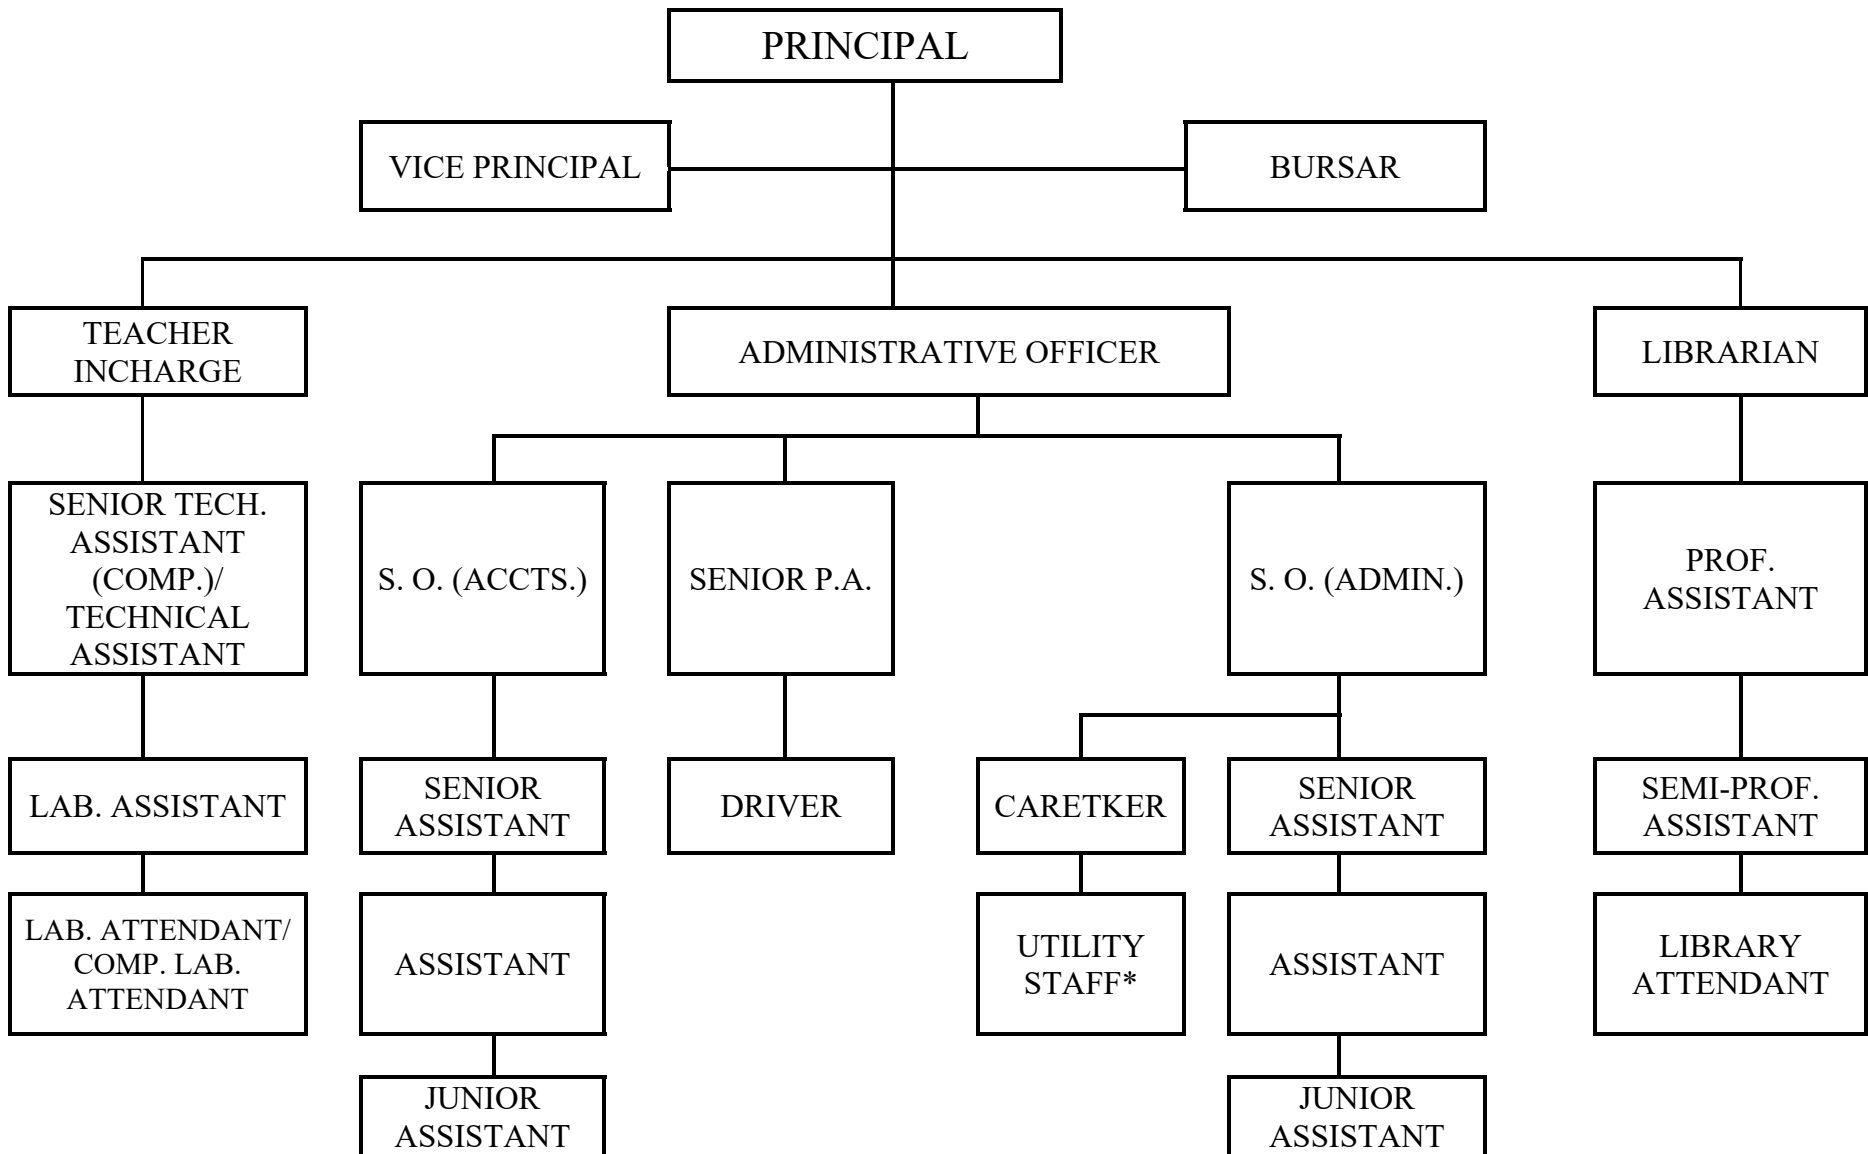 PRINCIPAL
VICE PRINCIPAL
BURSAR
TEACHER
INCHARGE
ADMINISTRATIVE OFFICER
LIBRARIAN
SENIOR TECH.
ASSISTANT
(COMP.)/
TECHNICAL
ASSISTANT
S. O. (ACCTS.)
SENIOR P.A.
S. O. (ADMIN.)
PROF.
ASSISTANT
LAB. ASSISTANT
SENIOR
ASSISTANT
DRIVER
CARETKER
SENIOR
ASSISTANT
SEMI-PROF.
ASSISTANT
LAB. ATTENDANT/
COMP. LAB.
ATTENDANT
ASSISTANT
UTILITY
STAFF*
ASSISTANT
LIBRARY
ATTENDANT
JUNIOR
ASSISTANT
JUNIOR
ASSISTANT